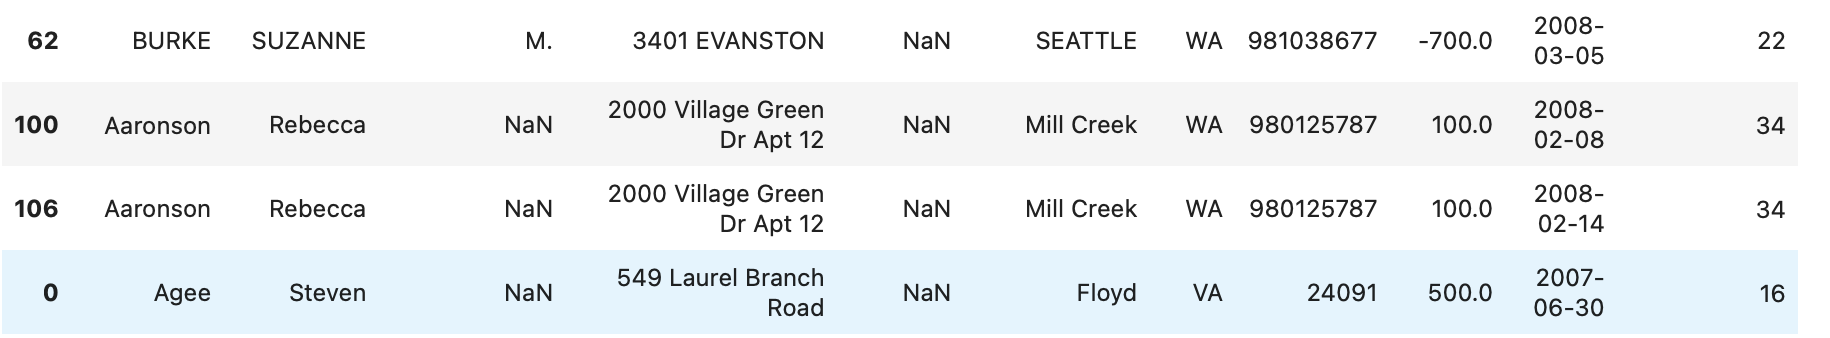 62 BURKE SUZANNE M. 3401 EVANSTON NaN SEATTLE WA 981038677 -700.0 2008-
03-05 22
100 Aaronson Rebecca NaN 2000 Village Green
Dr Apt 12 NaN Mill Creek WA 980125787 100.0 2008-
02-08 34
106 Aaronson Rebecca NaN 2000 Village Green
Dr Apt 12 NaN Mill Creek WA 980125787 100.0 2008-
02-14 34
0 Agee Steven NaN 549 Laurel Branch
Road NaN Floyd VA 24091 500.0 2007-
06-30 16